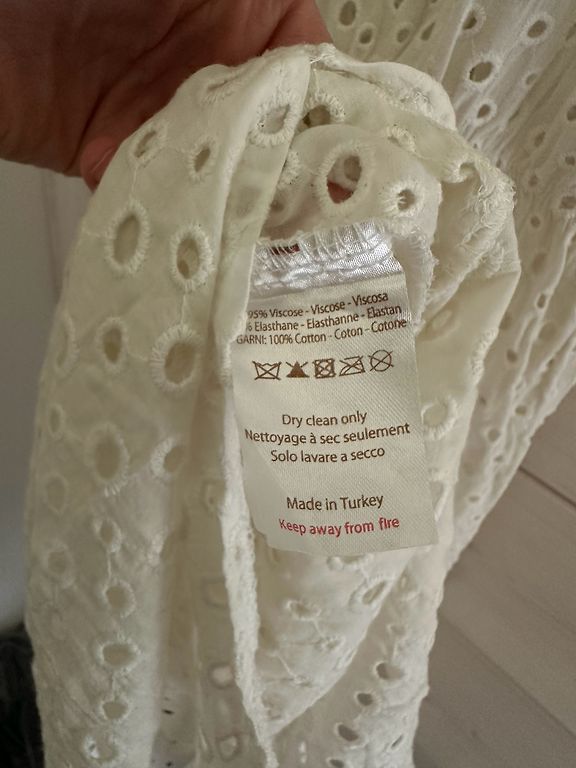 95% Viscose - Viscose - Viscosa
% Elasthane - Elasthanne - Elastan
GARNI: 100% Cotton - Coton - Cotone
Dry clean only
Nettoyage à sec seulement
Solo lavare a secco
Made in Turkey
Keep away from fire